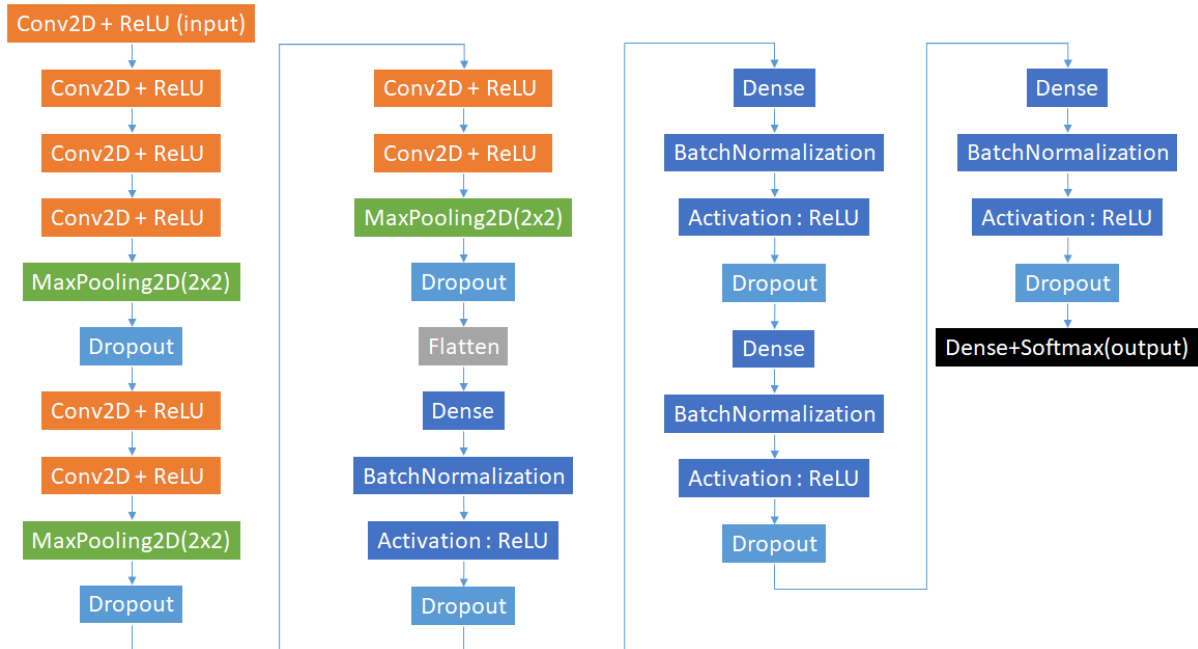 Conv2D + ReLU (input)
Conv2D + ReLU
Conv2D + ReLU
Conv2D + ReLU
MaxPooling2D(2x2)
Dropout
Conv2D + ReLU
Conv2D + ReLU
MaxPooling2D(2x2)
Dropout
Conv2D + ReLU
Conv2D + ReLU
MaxPooling2D(2x2)
Dropout
Flatten
Dense
BatchNormalization
Activation : ReLU
Dropout
Dense
BatchNormalization
Activation : ReLU
Dropout
Dense
BatchNormalization
Activation : ReLU
Dropout
Dense
BatchNormalization
Activation : ReLU
Dropout
Dense+Softmax(output)